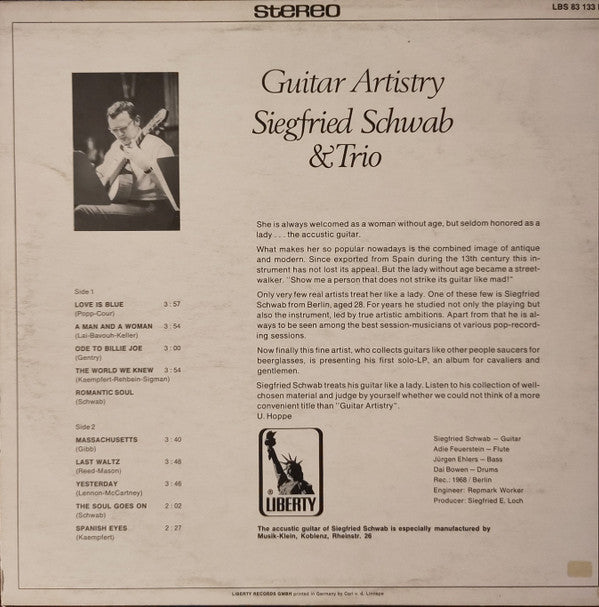 STEREO
LBS 83 133
Guitar Artistry
Siegfried Schwab
&Trio
She is always welcomed as a woman without age, but seldom honored as a
lady . . . the accustic guitar.
What makes her so popular nowadays is the combined image of antique
and modern. Since exported from Spain during the 13th century this in-
strument has not lost its appeal. But the lady without age became a street-
walker. "Show me a person that does not strike its guitar like mad!"
Only very few real artists treat her like a lady. One of these few is Siegfried
Schwab from Berlin, aged 28. For years he studied not only the playing but
also the instrument, led by true artistic ambitions. Apart from that he is al-
ways to be seen among the best session-musicians of various pop-record-
ing sessions.
Now finally this fine artist, who collects guitars like other people saucers for
beerglasses, is presenting his first solo-LP, an album for cavaliers and
gentlemen.
Siegfried Schwab treats his guitar like a lady. Listen to his collection of well-
chosen material and judge by yourself whether we could not think of a more
convenient title than "Guitar Artistry".
U. Hoppe
Side 1
LOVE IS BLUE 3 : 57
(Popp-Cour)
A MAN AND A WOMAN 3 : 54
(Lai-Bavouh-Keller)
ODE TO BILLIE JOE 3 : 00
(Gentry)
THE WORLD WE KNEW 3 : 54
(Kaempfert-Rehbein-Sigman)
ROMANTIC SOUL
(Schwab)
Side 2
MASSACHUSETTS 3 : 40
(Gibb)
LAST WALTZ 3 : 46
(Reed-Mason)
YESTERDAY 3 : 46
(Lennon-McCartney)
THE SOUL GOES ON 2 : 02
(Schwab)
SPANISH EYES 2 : 27
(Kaempfert)
® ®
LIBERTY
Siegfried Schwab – Guitar
Adie Feuerstein – Flute
Jürgen Ehlers – Bass
Dai Bowen – Drums
Rec.: 1968 / Berlin
Engineer: Repmark Worker
Producer: Siegfried E. Loch
The accustic guitar of Siegfried Schwab is especially manufactured by
Musik-Klein, Koblenz, Rheinstr. 26
LIBERTY RECORDS GMBH printed in Germany by Carl v. d. Linnepe